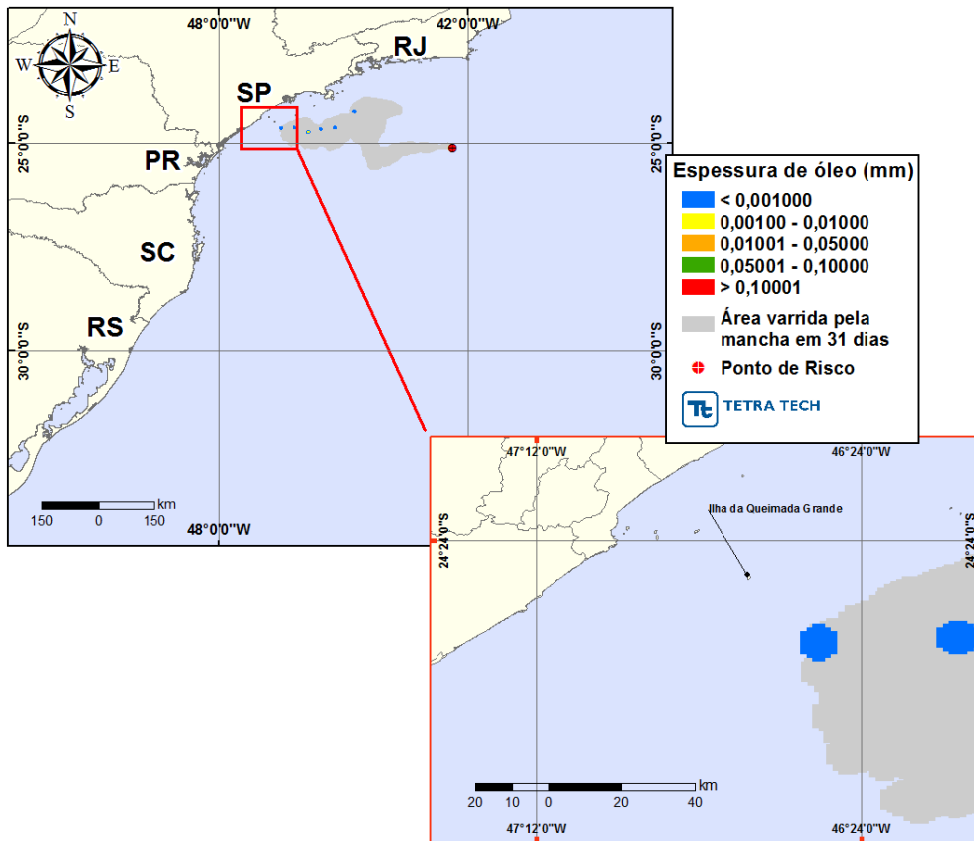 48°0'0"W
42°0'0"W
N
W
E
S
RJ
SP
25°0'0"S
25°0'0"S
PR
SC
RS
30°0'0"S
30°0'0"S
150
0
150
km
48°0'0"W
Espessura de óleo (mm)
< 0,001000
0,00100 - 0,01000
0,01001 - 0,05000
0,05001 - 0,10000
> 0,10001
Área varrida pela
mancha em 31 dias
Ponto de Risco
Tt TETRA TECH
47°12'0"W
46°24'0"W
Ilha da Queimada Grande
24°24'0"S
24°24'0"S
20
10
0
20
40
km
47°12'0"W
46°24'0"W